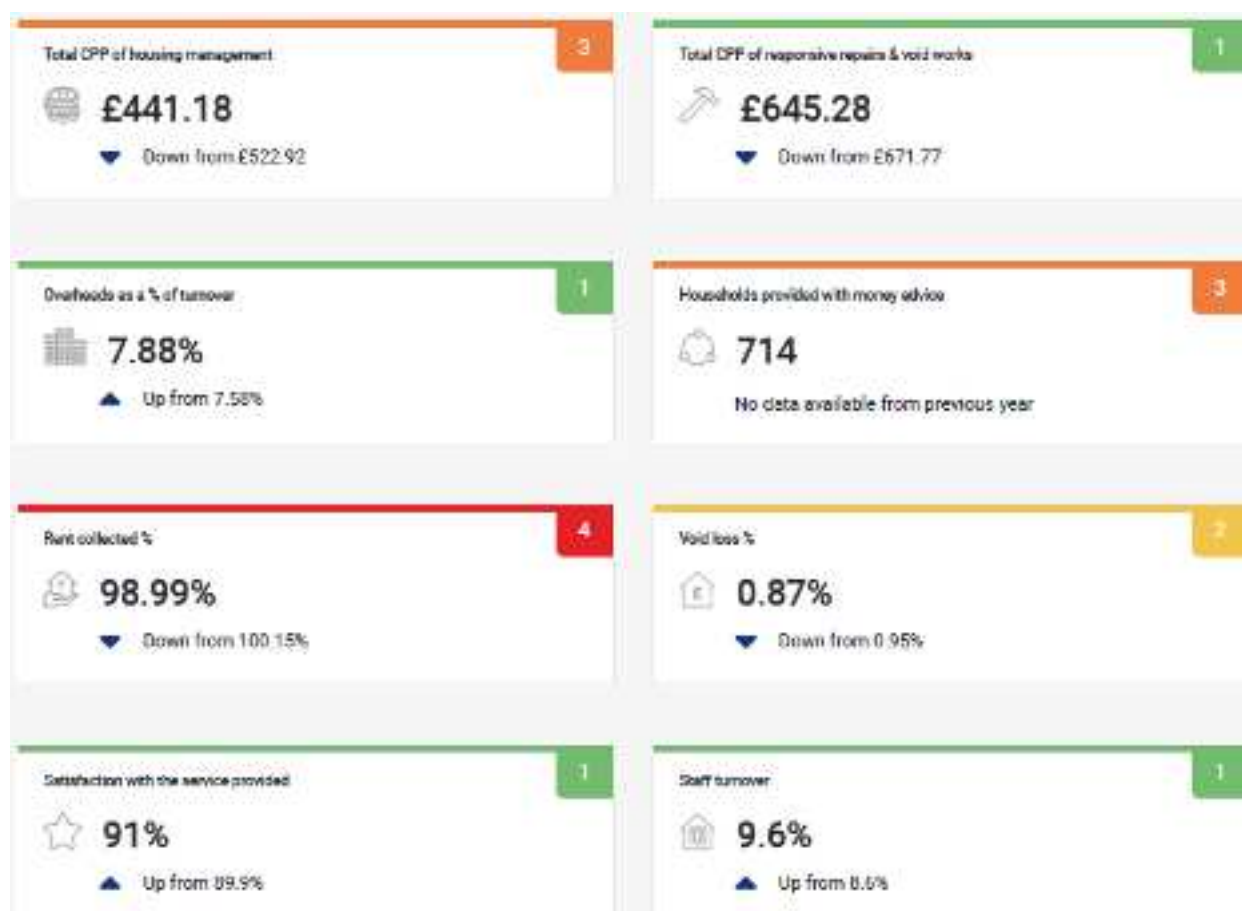 Total CPP of housing management
3
£441.18
Down from £522.92
Total CPP of responsive repairs & void works
1
£645.28
Down from £671.77
Overheads as a % of turnover
1
7.88%
Up from 7.58%
Households provided with money advice
3
714
No data available from previous year
Rent collected %
4
98.99%
Down from 100.15%
Void loss %
2
0.87%
Down from 0.95%
Satisfaction with the service provided
1
91%
Up from 89.9%
Staff turnover
1
9.6%
Up from 8.6%